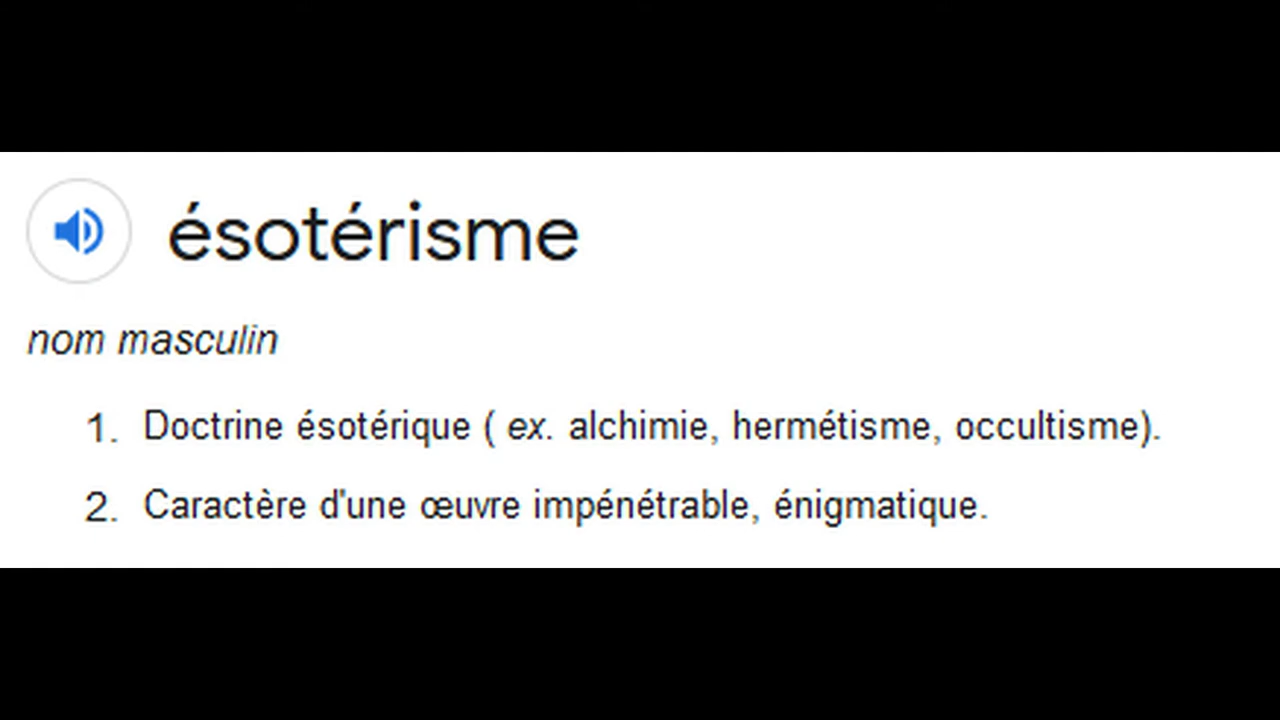 ésotérisme
nom masculin
1. Doctrine ésotérique ( ex. alchimie, hermétisme, occultisme).
2. Caractère d'une œuvre impénétrable, énigmatique.